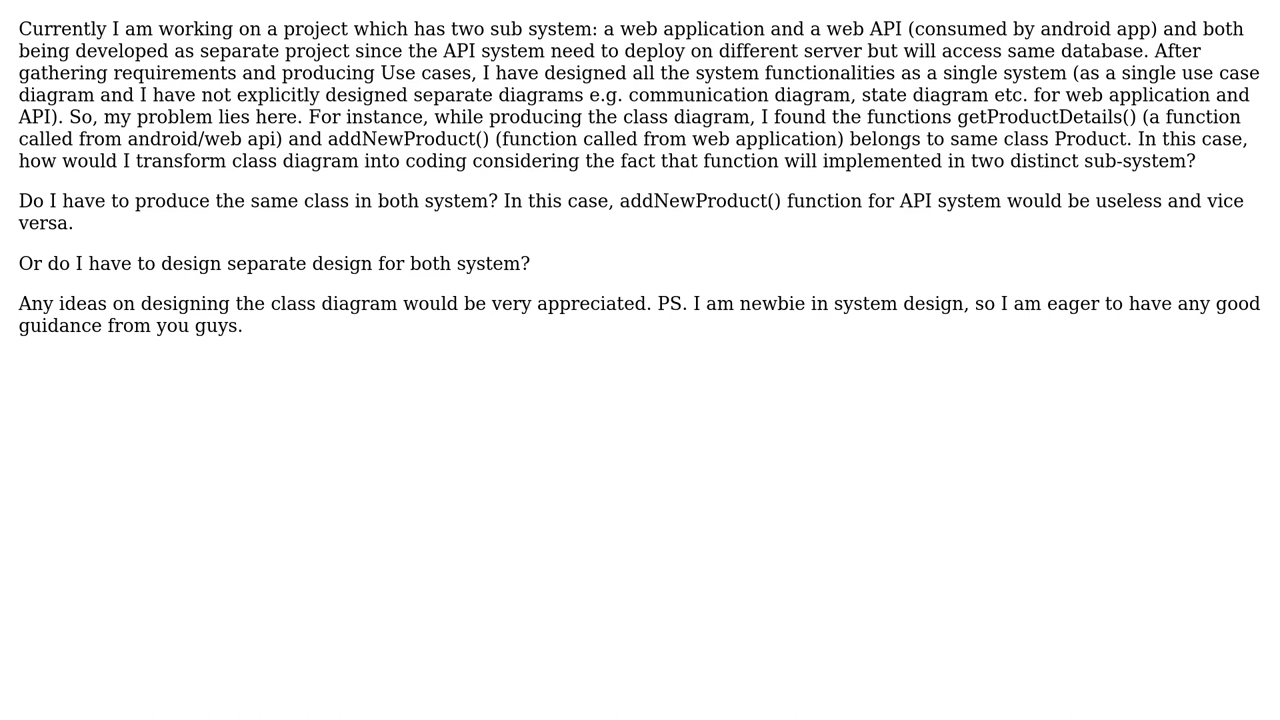 Currently I am working on a project which has two sub system: a web application and a web API (consumed by android app) and both
being developed as separate project since the API system need to deploy on different server but will access same database. After
gathering requirements and producing Use cases, I have designed all the system functionalities as a single system (as a single use case
diagram and I have not explicitly designed separate diagrams e.g. communication diagram, state diagram etc. for web application and
API). So, my problem lies here. For instance, while producing the class diagram, I found the functions getProductDetails() (a function
called from android/web api) and addNewProduct() (function called from web application) belongs to same class Product. In this case,
how would I transform class diagram into coding considering the fact that function will implemented in two distinct sub-system?
Do I have to produce the same class in both system? In this case, addNewProduct() function for API system would be useless and vice
versa.
Or do I have to design separate design for both system?
Any ideas on designing the class diagram would be very appreciated. PS. I am newbie in system design, so I am eager to have any good
guidance from you guys.